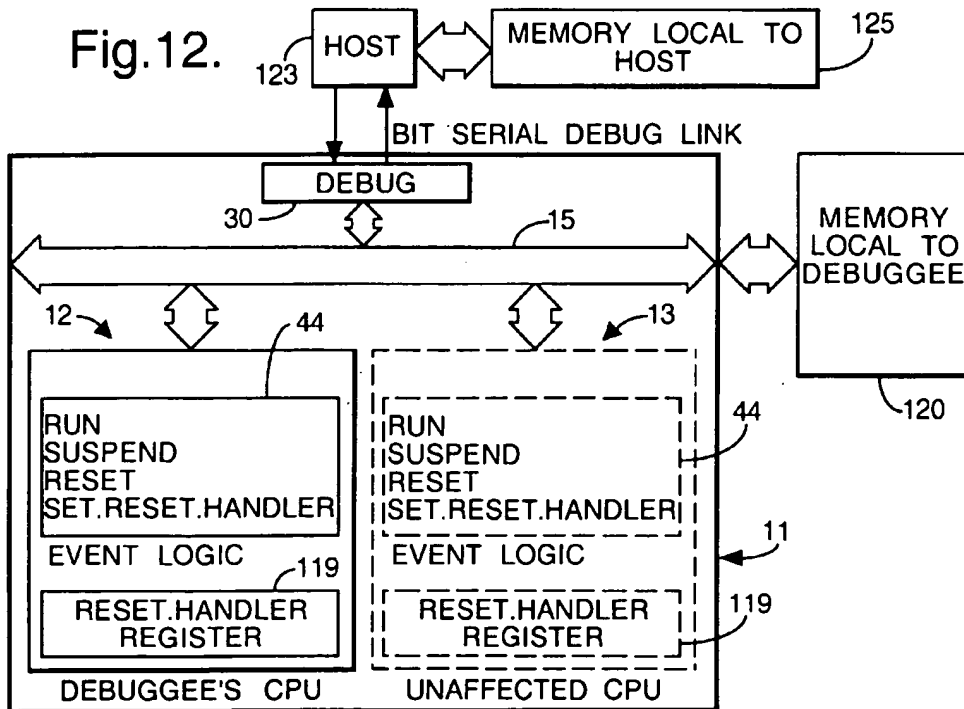 Fig.12.
HOST
123
MEMORY LOCAL TO
HOST
125
BIT SERIAL DEBUG LINK
DEBUG
30
15
MEMORY
LOCAL TO
DEBUGGEE
120
12
44
13
RUN
SUSPEND
RESET
SET.RESET.HANDLER
EVENT LOGIC
119
RESET.HANDLER
REGISTER
DEBUGGEE'S CPU
44
RUN
SUSPEND
RESET
SET.RESET.HANDLER
EVENT LOGIC
11
RESET.HANDLER
REGISTER
119
UNAFFECTED CPU